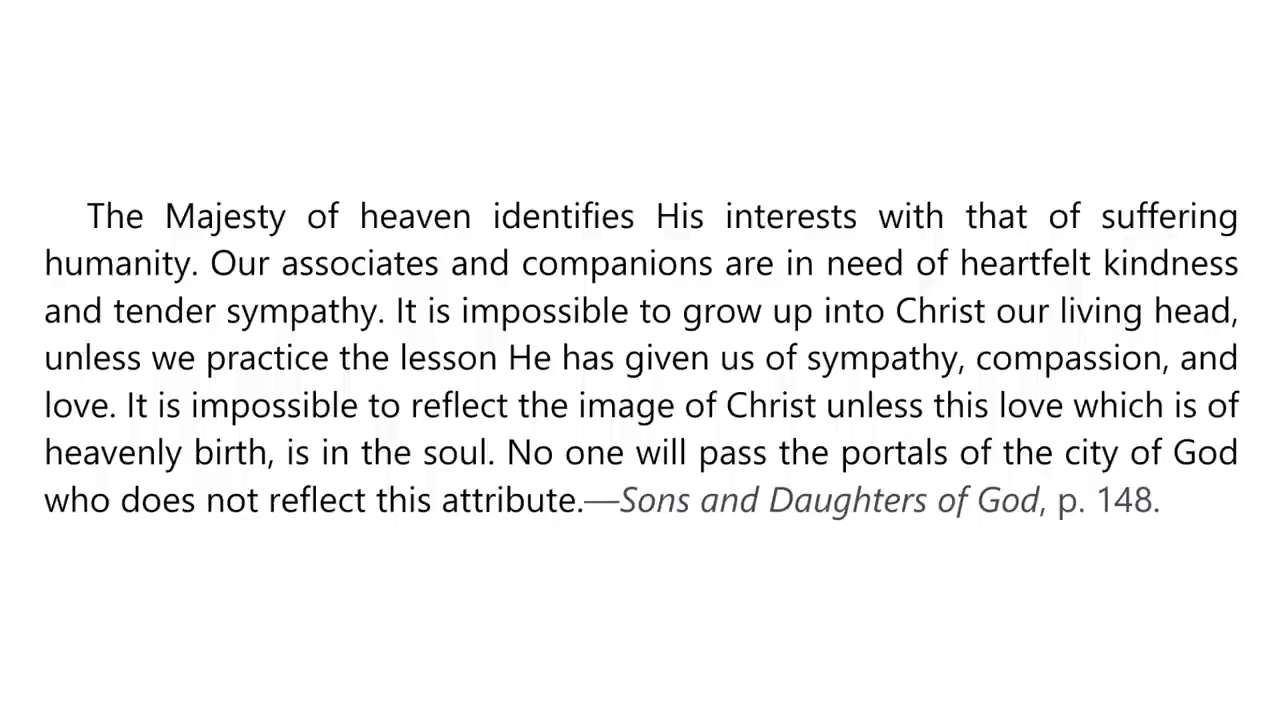 The Majesty of heaven identifies His interests with that of suffering
humanity. Our associates and companions are in need of heartfelt kindness
and tender sympathy. It is impossible to grow up into Christ our living head,
unless we practice the lesson He has given us of sympathy, compassion, and
love. It is impossible to reflect the image of Christ unless this love which is of
heavenly birth, is in the soul. No one will pass the portals of the city of God
who does not reflect this attribute.—Sons and Daughters of God, p. 148.